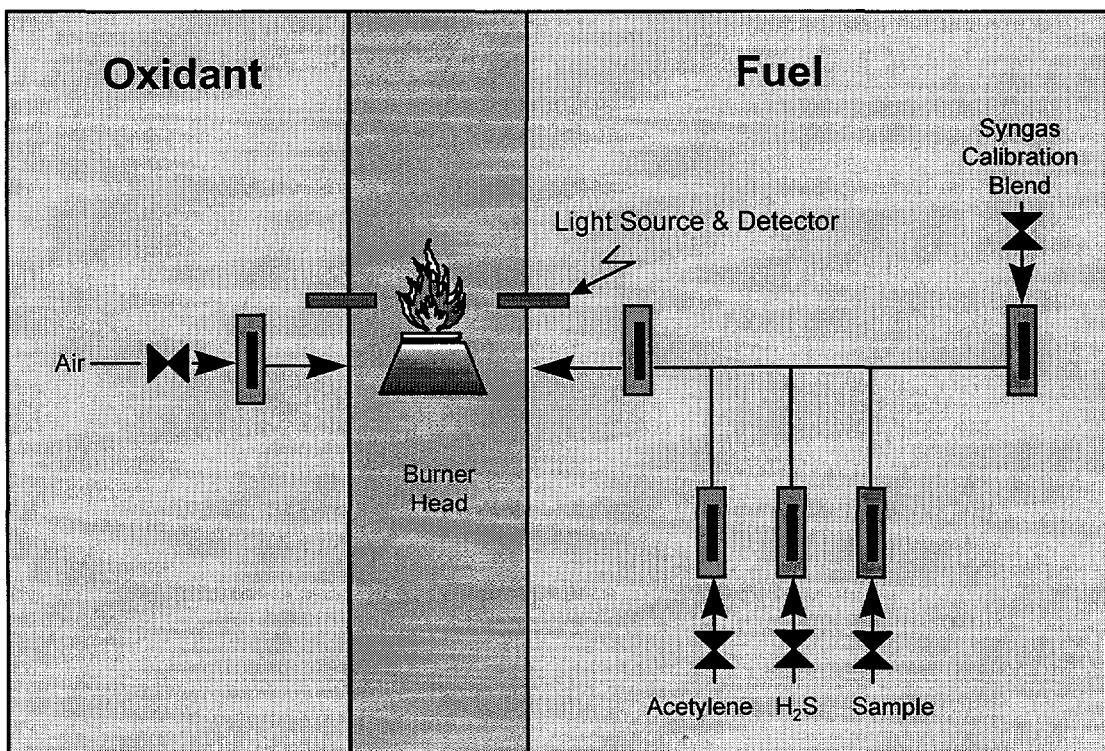 Oxidant
Fuel
Syngas
Calibration
Blend
Light Source & Detector
Air
Burner
Head
Acetylene
H₂S
Sample